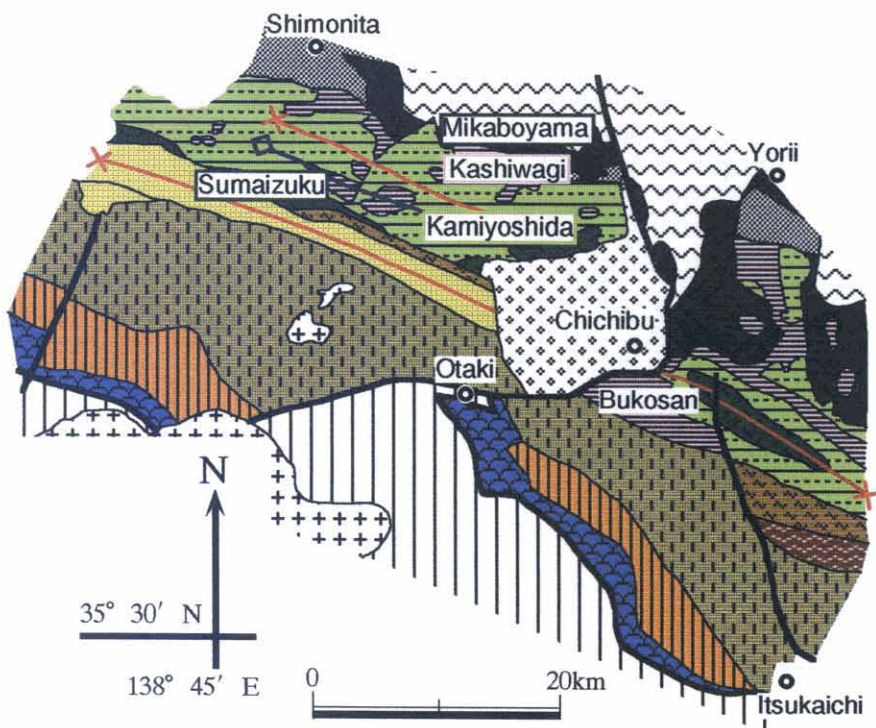 Shimonita
Mikaboyama
Yorii
Kashiwagi
Sumaizuku
Kamiyoshida
Chichibu
Otaki
Bukosan
N
35° 30′ N
138° 45′ E
0
20km
Itsukaichi